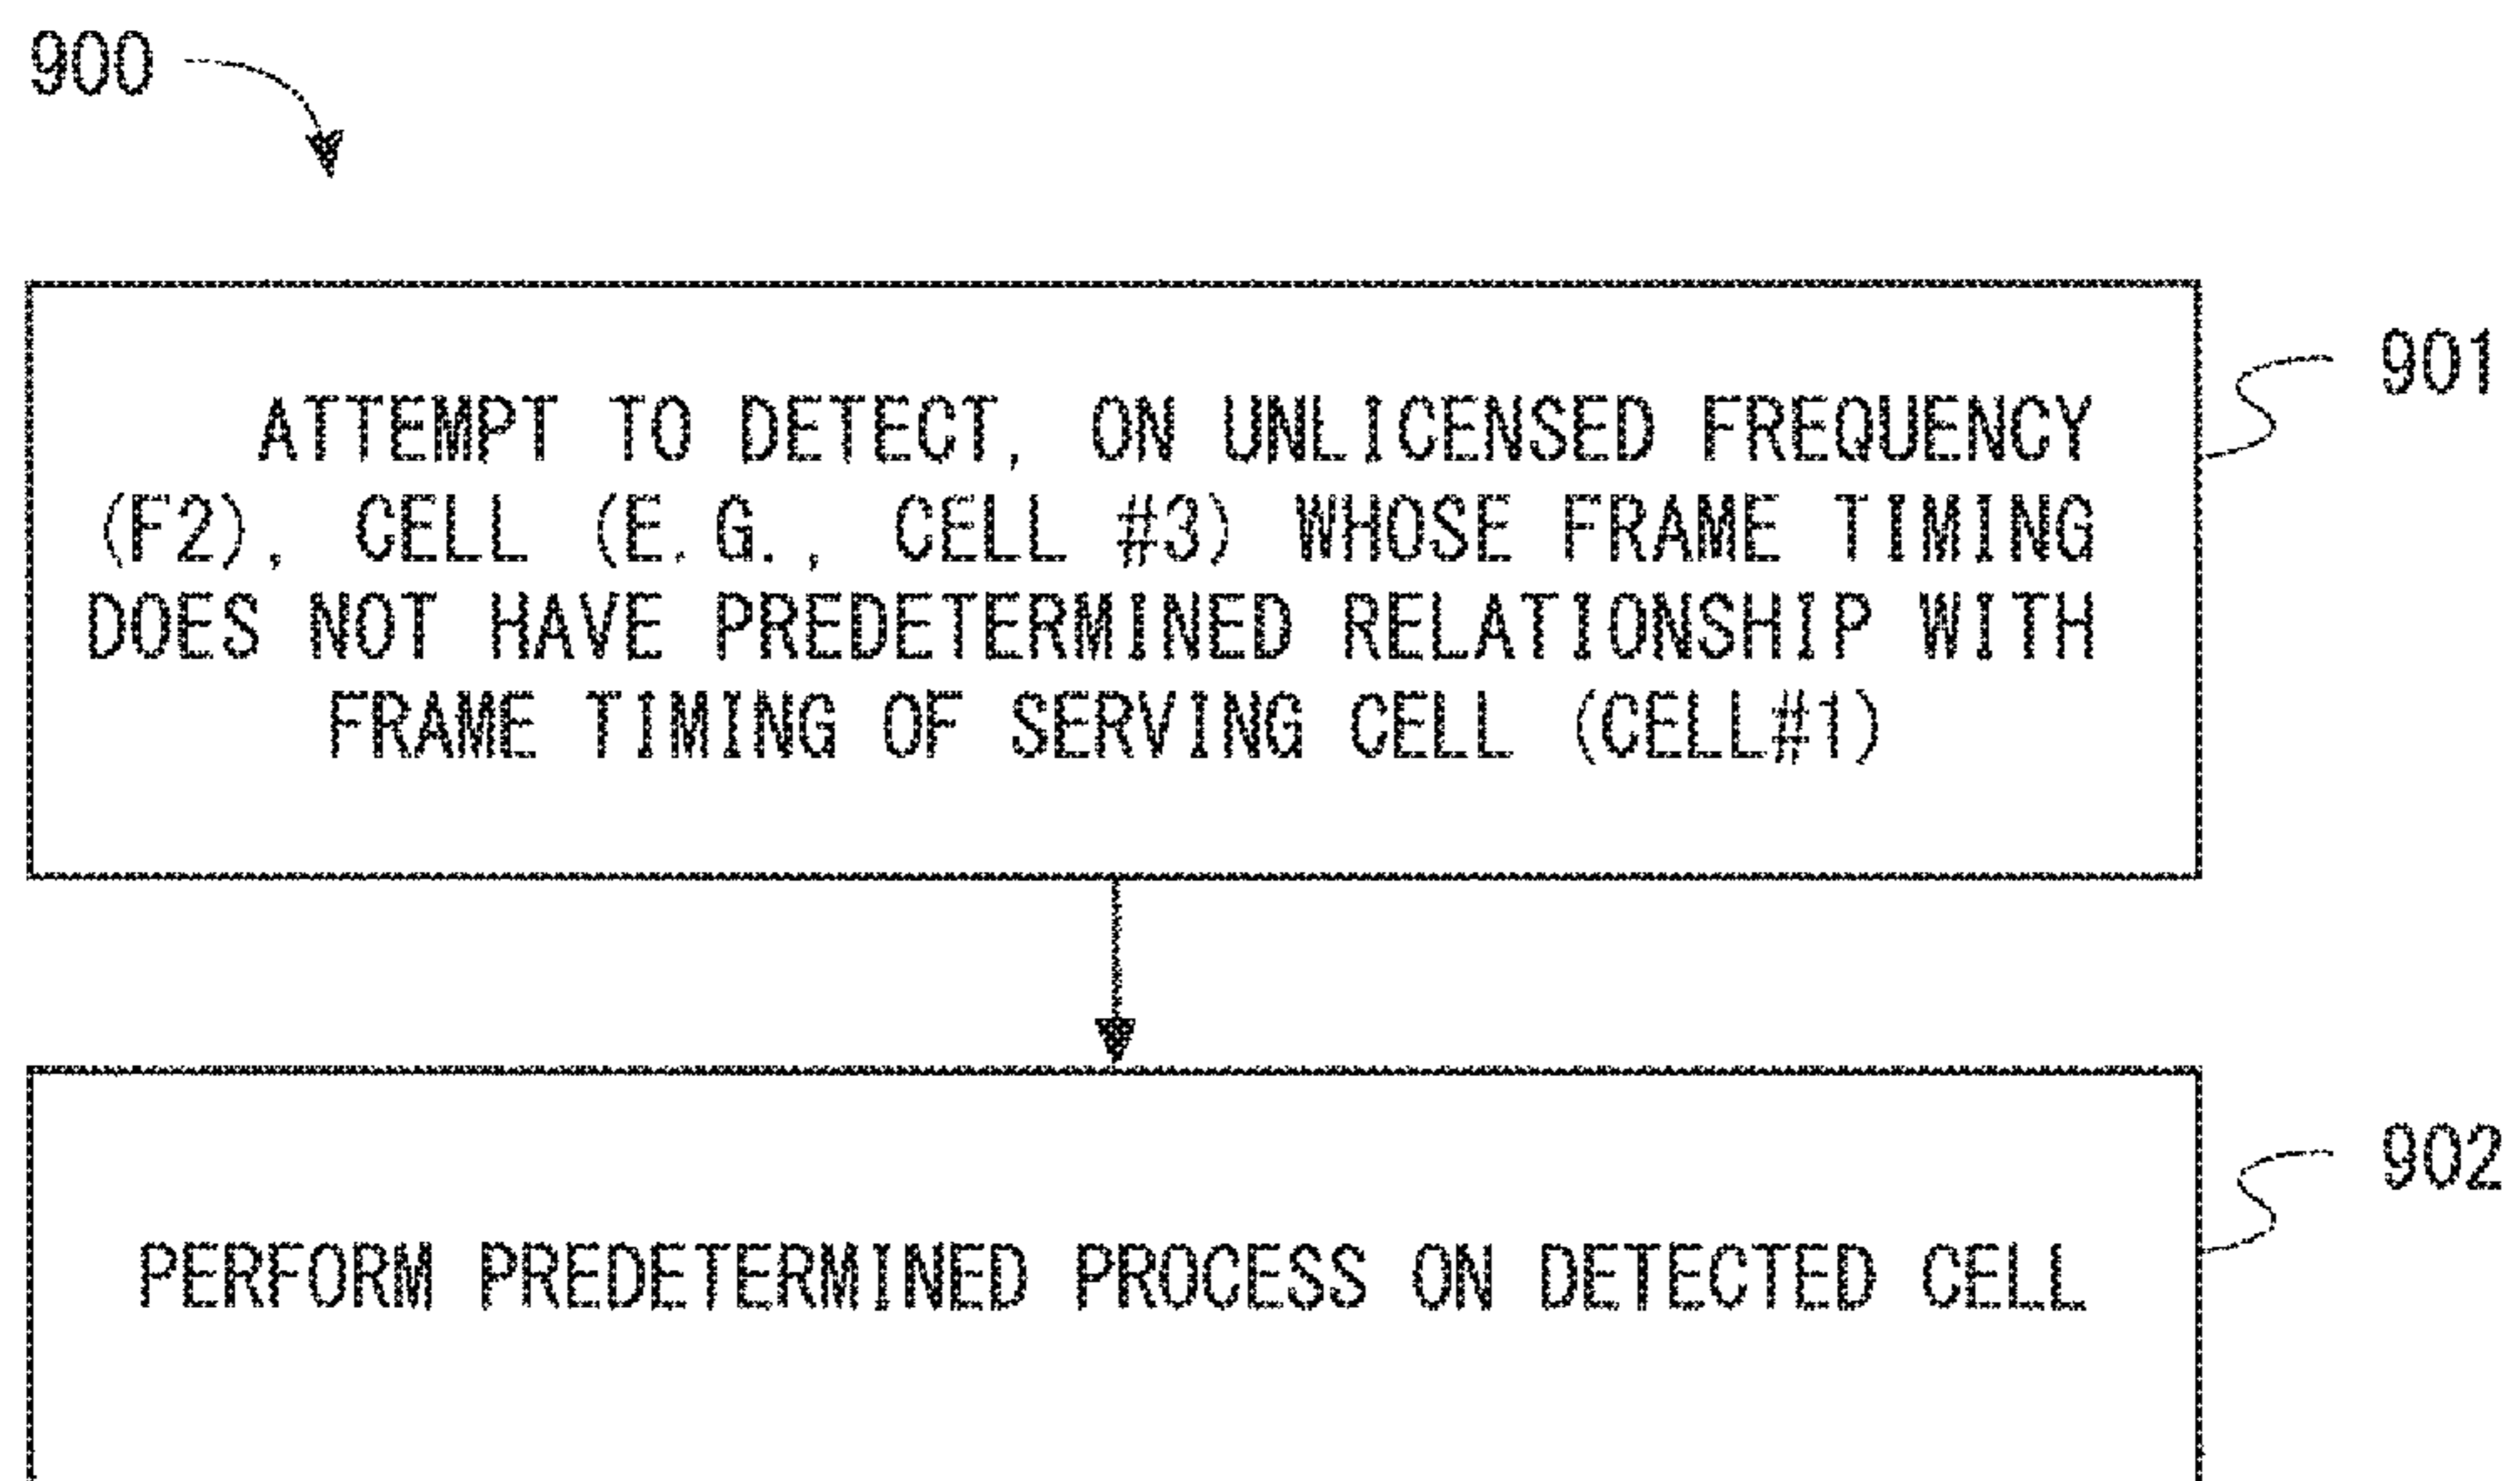 900
901
ATTEMPT TO DETECT, ON UNLICENSED FREQUENCY
(F2), CELL (E.G., CELL #3) WHOSE FRAME TIMING
DOES NOT HAVE PREDETERMINED RELATIONSHIP WITH
FRAME TIMING OF SERVING CELL (CELL#1)
902
PERFORM PREDETERMINED PROCESS ON DETECTED CELL